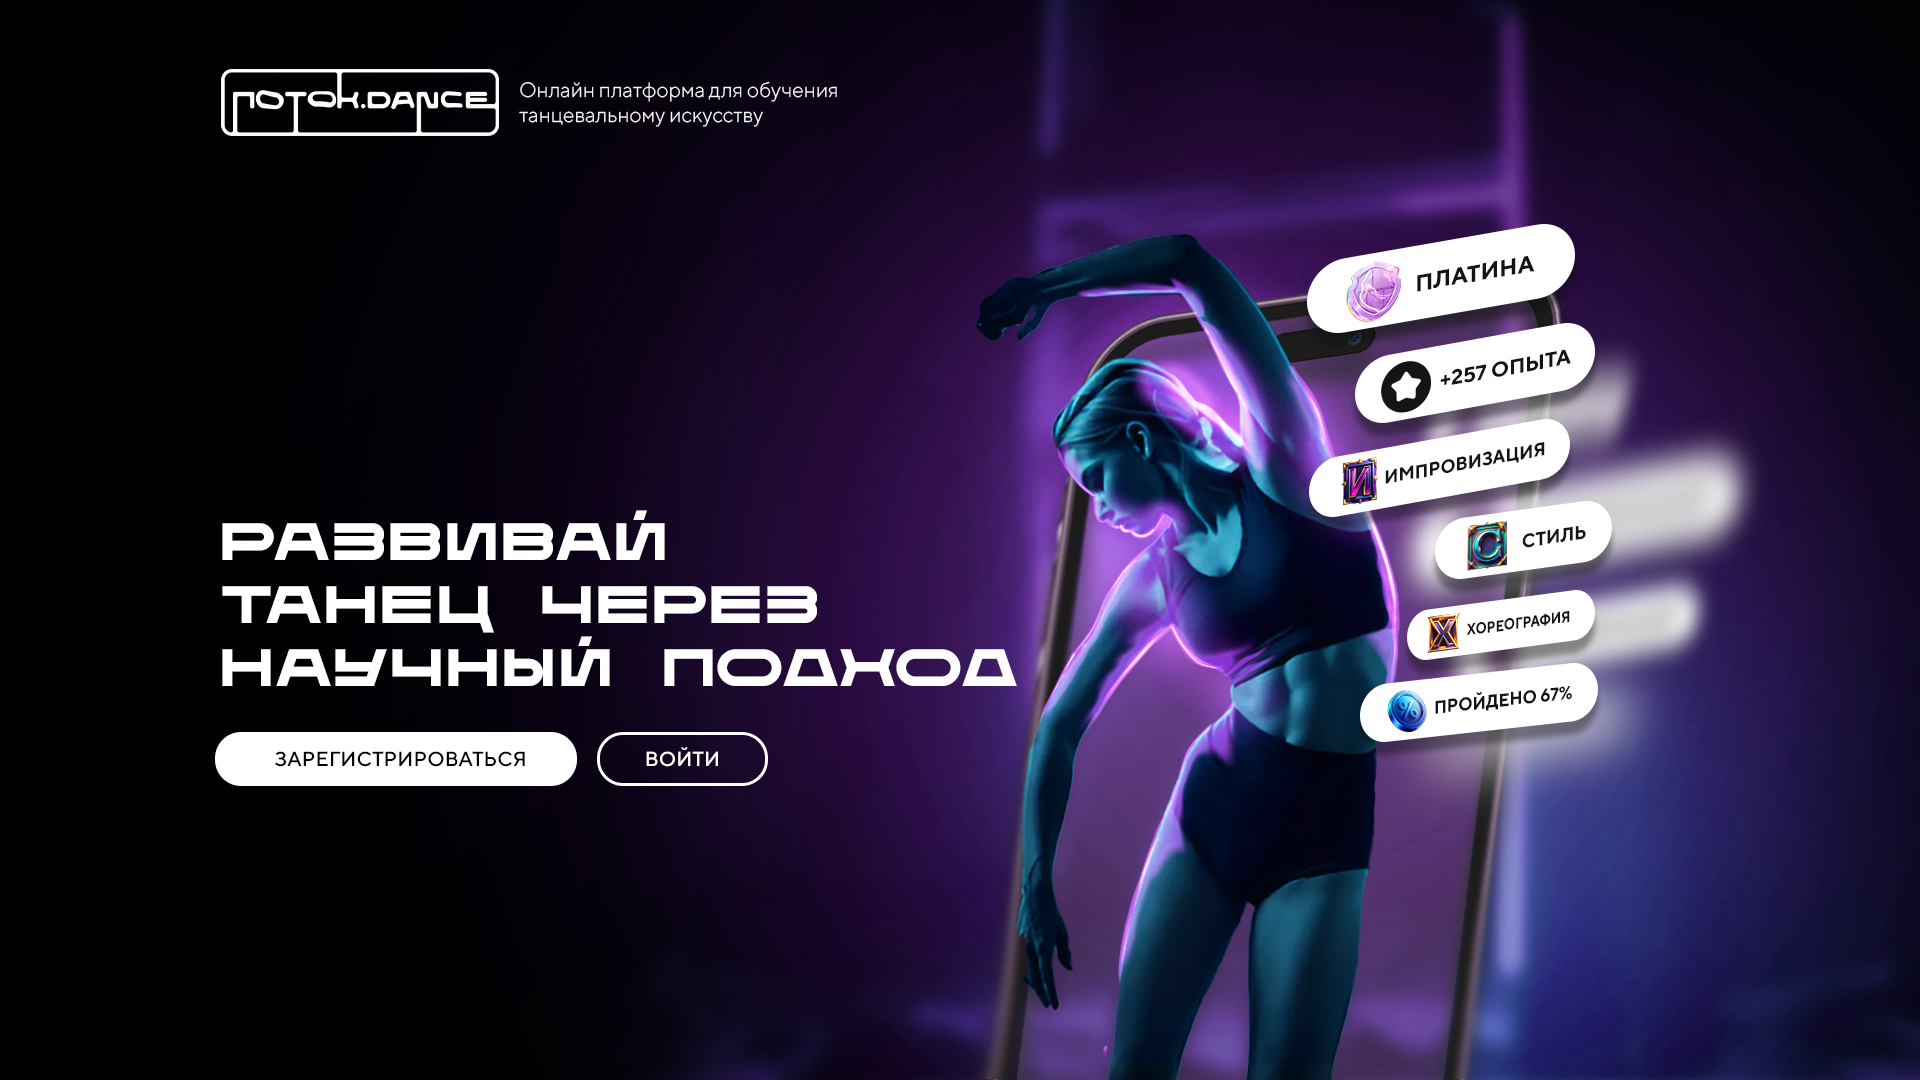 ПОТОК.DANCE
Онлайн платформа для обучения
танцевальному искусству
ПЛАТИНА
+257 ОПЫТА
И ИМПРОВИЗАЦИЯ
С СТИЛЬ
Х ХОРЕОГРАФИЯ
% ПРОЙДЕНО 67%
РАЗВИВАЙ
ТАНЕЦ ЧЕРЕЗ
НАУЧНЫЙ ПОДХОД
ЗАРЕГИСТРИРОВАТЬСЯ
ВОЙТИ